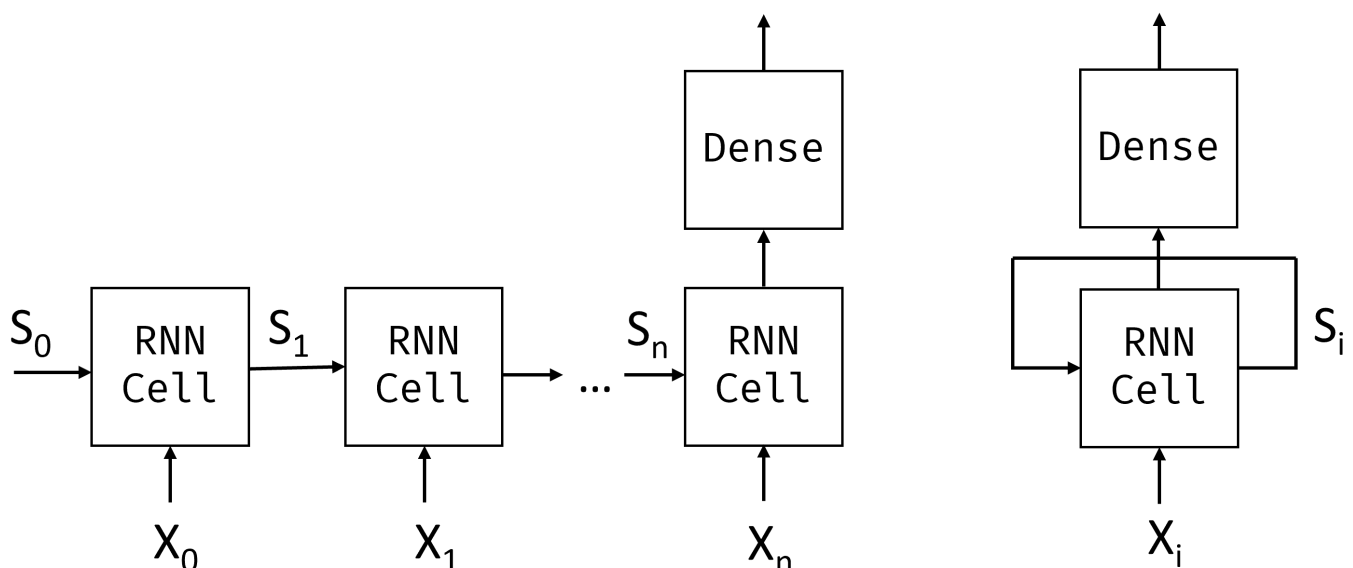 Dense
Dense
S₀
RNN
Cell
S₁
RNN
Cell
...
Sₙ
RNN
Cell
RNN
Cell
Sᵢ
X₀
X₁
Xₙ
Xᵢ